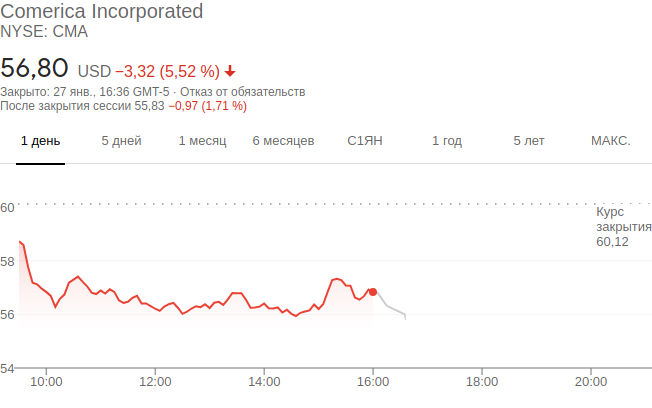 Comerica Incorporated
NYSE: CMA
56,80 USD −3,32 (5,52 %)
Закрыто: 27 янв., 16:36 GMT-5 · Отказ от обязательств
После закрытия сессии 55,83 −0,97 (1,71 %)
1 день 5 дней 1 месяц 6 месяцев С1ЯН 1 год 5 лет МАКС.
60
Курс
закрытия
60,12
58
56
54
10:00 12:00 14:00 16:00 18:00 20:00